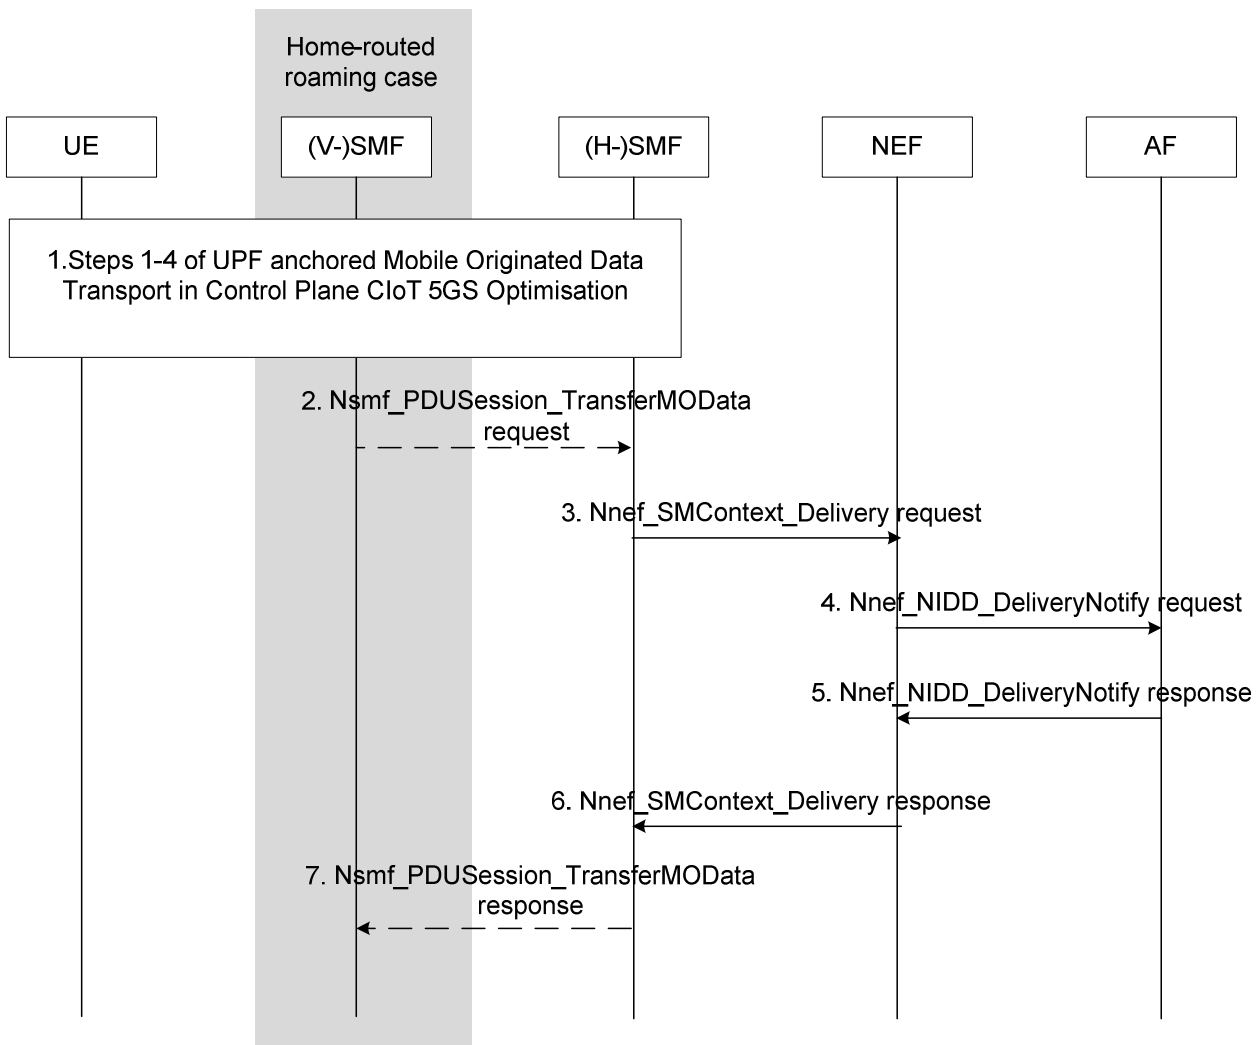 Home-routed
roaming case
UE
(V-)SMF
(H-)SMF
NEF
AF
1.Steps 1-4 of UPF anchored Mobile Originated Data
Transport in Control Plane CIoT 5GS Optimisation
2. Nsmf_PDUSession_TransferMOData
request
3. Nnef_SMContext_Delivery request
4. Nnef_NIDD_DeliveryNotify request
5. Nnef_NIDD_DeliveryNotify response
6. Nnef_SMContext_Delivery response
7. Nsmf_PDUSession_TransferMOData
response